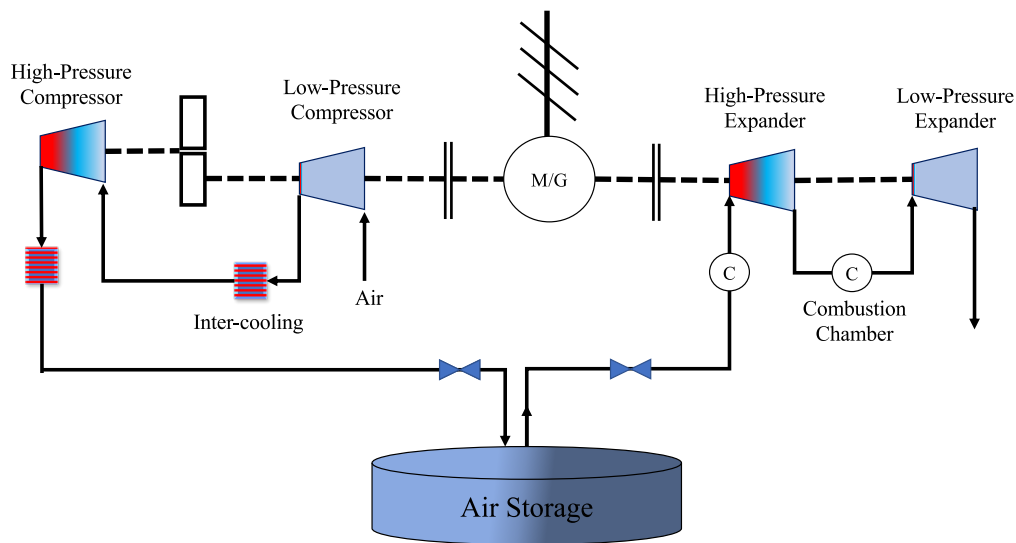 High-Pressure
Compressor
Low-Pressure
Compressor
High-Pressure
Expander
Low-Pressure
Expander
M/G
C
C
Inter-cooling
Air
Combustion
Chamber
Air Storage